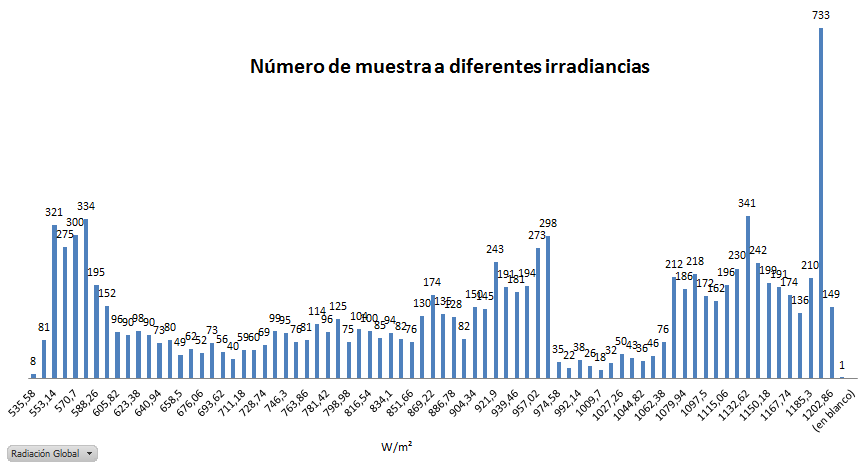 Número de muestra a diferentes irradiancias
8 81 321 275 300 334 195 152 96 90 98 90 73 80 49 62 52 73 56 40 59 60 69 99 95 76 81 114 96 125 75 104 100 85 94 82 76 130 174 135 128 82 150 145 243 191 181 194 273 298 35 22 38 26 18 32 50 43 36 46 76 212 186 218 172 162 196 230 341 242 199 191 174 136 210 733 149 1
535,58 553,14 570,7 588,26 605,82 623,38 640,94 658,5 676,06 693,62 711,18 728,74 746,3 763,86 781,42 798,98 816,54 834,1 851,66 869,22 886,78 904,34 921,9 939,46 957,02 974,58 992,14 1009,7 1027,26 1044,82 1062,38 1079,94 1097,5 1115,06 1132,62 1150,18 1167,74 1185,3 1202,86 (en blanco)
W/m²
Radiación Global